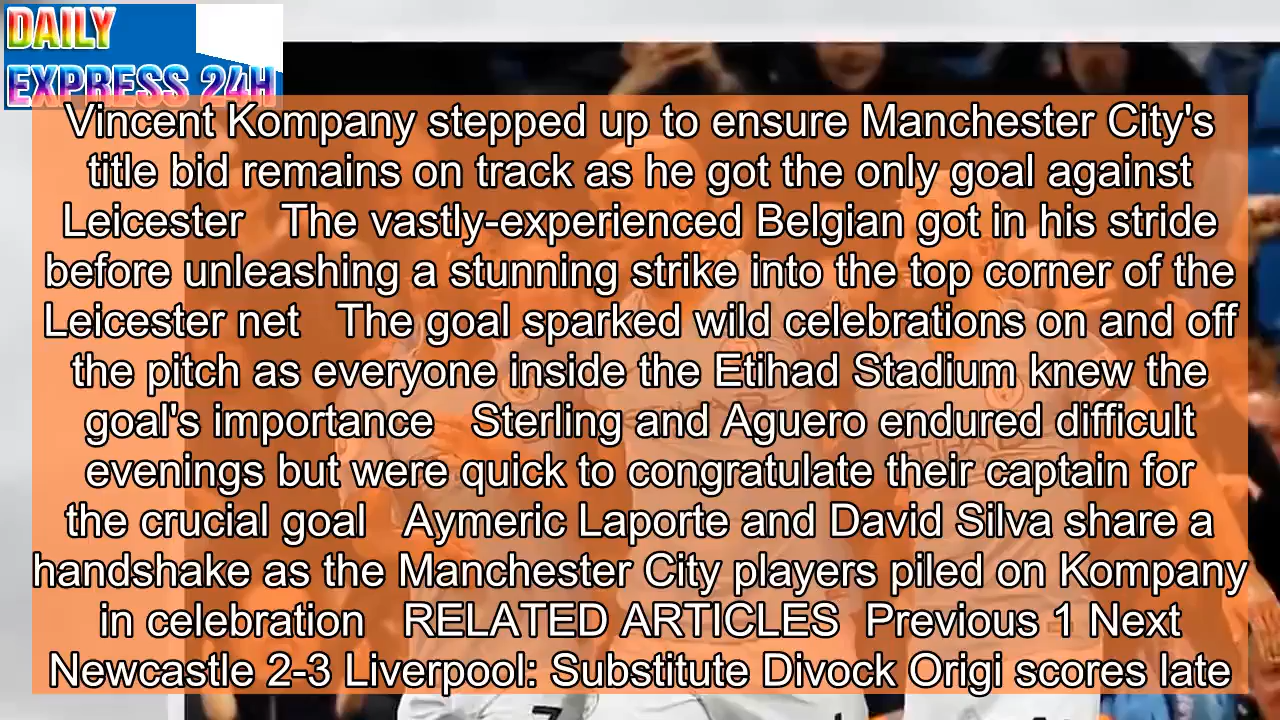 DAILY
EXPRESS 24H
Vincent Kompany stepped up to ensure Manchester City's
title bid remains on track as he got the only goal against
Leicester   The vastly-experienced Belgian got in his stride
before unleashing a stunning strike into the top corner of the
Leicester net   The goal sparked wild celebrations on and off
the pitch as everyone inside the Etihad Stadium knew the
goal's importance   Sterling and Aguero endured difficult
evenings but were quick to congratulate their captain for
the crucial goal   Aymeric Laporte and David Silva share a
handshake as the Manchester City players piled on Kompany
in celebration   RELATED ARTICLES  Previous 1 Next
Newcastle 2-3 Liverpool: Substitute Divock Origi scores late
7